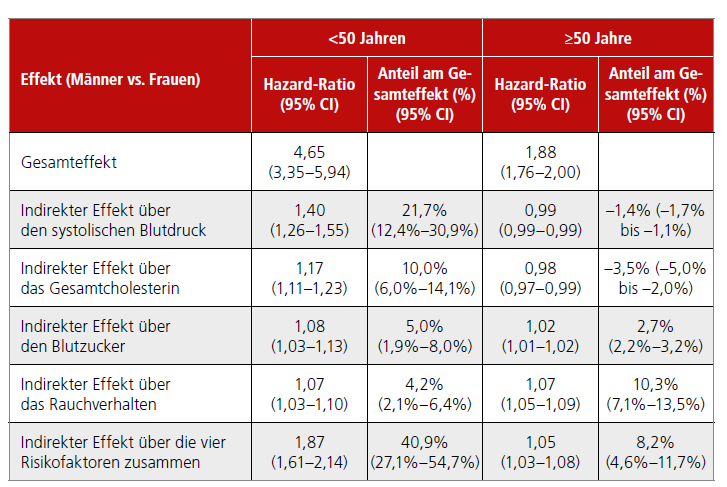 Effekt (Männer vs. Frauen)
<50 Jahren
≥50 Jahre
Hazard-Ratio
(95% CI)
Anteil am Ge-
samteffekt (%)
(95% CI)
Hazard-Ratio
(95% CI)
Anteil am Ge-
samteffekt (%)
(95% CI)
Gesamteffekt
4,65
(3,35–5,94)
1,88
(1,76–2,00)
Indirekter Effekt über
den systolischen Blutdruck
1,40
(1,26–1,55)
21,7%
(12,4%–30,9%)
0,99
(0,99–0,99)
–1,4% (–1,7%
bis –1,1%)
Indirekter Effekt über
das Gesamtcholesterin
1,17
(1,11–1,23)
10,0%
(6,0%–14,1%)
0,98
(0,97–0,99)
–3,5% (–5,0%
bis –2,0%)
Indirekter Effekt über
den Blutzucker
1,08
(1,03–1,13)
5,0%
(1,9%–8,0%)
1,02
(1,01–1,02)
2,7%
(2,2%–3,2%)
Indirekter Effekt über
das Rauchverhalten
1,07
(1,03–1,10)
4,2%
(2,1%–6,4%)
1,07
(1,05–1,09)
10,3%
(7,1%–13,5%)
Indirekter Effekt über die vier
Risikofaktoren zusammen
1,87
(1,61–2,14)
40,9%
(27,1%–54,7%)
1,05
(1,03–1,08)
8,2%
(4,6%–11,7%)